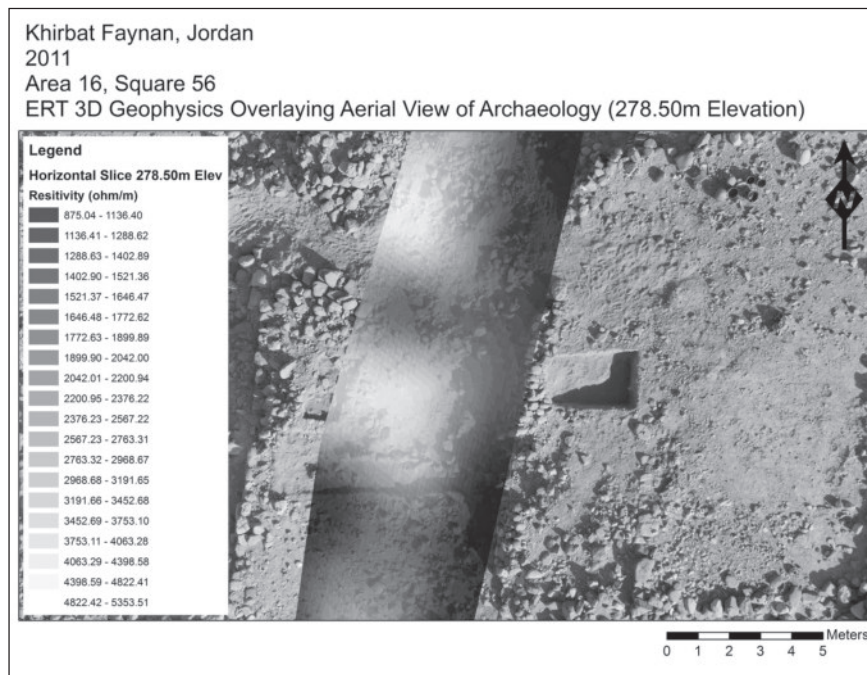 Khirbat Faynan, Jordan
2011
Area 16, Square 56
ERT 3D Geophysics Overlaying Aerial View of Archaeology (278.50m Elevation)
Legend
Horizontal Slice 278.50m Elev
Resitivity (ohm/m)
875.04 - 1136.40
1136.41 - 1288.62
1288.63 - 1402.89
1402.90 - 1521.36
1521.37 - 1646.47
1646.48 - 1772.62
1772.63 - 1899.89
1899.90 - 2042.00
2042.01 - 2200.94
2200.95 - 2376.22
2376.23 - 2567.22
2567.23 - 2763.31
2763.32 - 2968.67
2968.68 - 3191.65
3191.66 - 3452.68
3452.69 - 3753.10
3753.11 - 4063.28
4063.29 - 4398.58
4398.59 - 4822.41
4822.42 - 5353.51
N
Meters
0 1 2 3 4 5